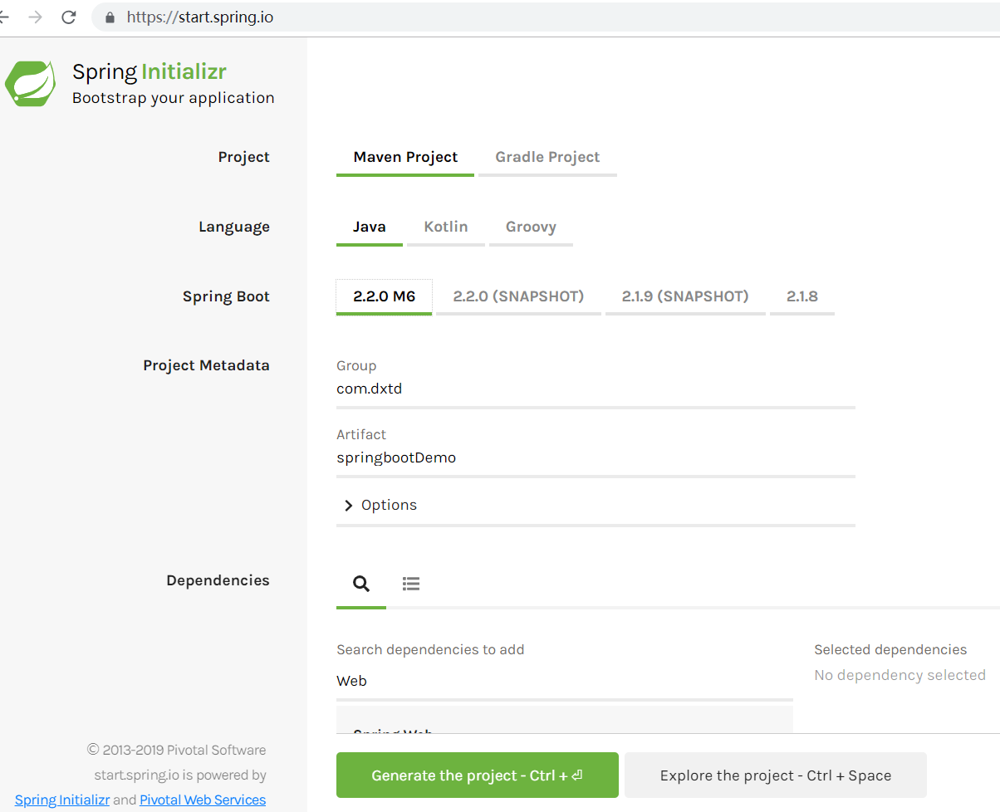 https://start.spring.io
Spring Initializr
Bootstrap your application
Project
Maven Project Gradle Project
Language
Java Kotlin Groovy
Spring Boot
2.2.0 M6 2.2.0 (SNAPSHOT) 2.1.9 (SNAPSHOT) 2.1.8
Project Metadata
Group
com.dxtd
Artifact
springbootDemo
Options
Dependencies
Search dependencies to add
Web
Spring Web
Selected dependencies
No dependency selected
Generate the project - Ctrl + ⏎
Explore the project - Ctrl + Space
© 2013-2019 Pivotal Software
start.spring.io is powered by
Spring Initializr and Pivotal Web Services